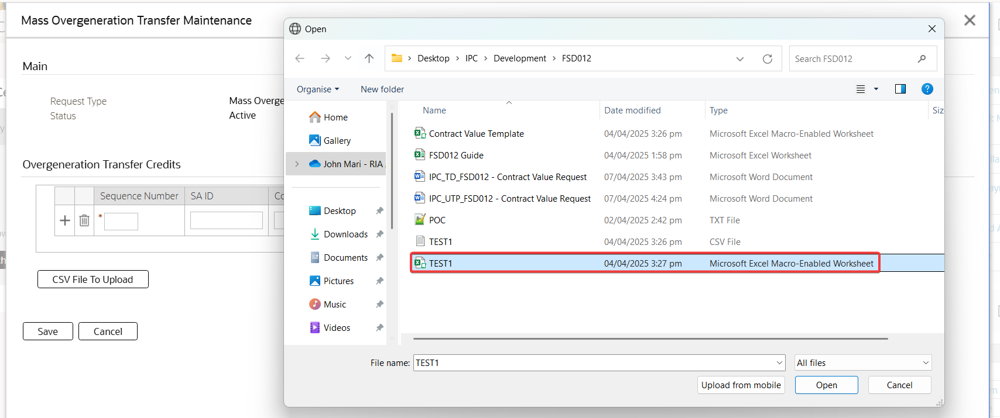 Mass Overgeneration Transfer Maintenance
Main
Request Type Mass Overge
Status Active
Overgeneration Transfer Credits
Sequence Number SA ID Co
*
CSV File To Upload
Save Cancel
Open
Desktop > IPC > Development > FSD012
Search FSD012
Organise New folder
Home
Gallery
John Mari - RIA
Desktop
Downloads
Documents
Pictures
Music
Videos
Name Date modified Type Siz
Contract Value Template 04/04/2025 3:26 pm Microsoft Excel Macro-Enabled Worksheet
FSD012 Guide 04/04/2025 1:58 pm Microsoft Excel Worksheet
IPC_TD_FSD012 - Contract Value Request 07/04/2025 3:43 pm Microsoft Word Document
IPC_UTP_FSD012 - Contract Value Request 07/04/2025 4:24 pm Microsoft Word Document
POC 02/04/2025 2:42 pm TXT File
TEST1 04/04/2025 3:26 pm CSV File
TEST1 04/04/2025 3:27 pm Microsoft Excel Macro-Enabled Worksheet
File name: TEST1 All files
Upload from mobile Open Cancel